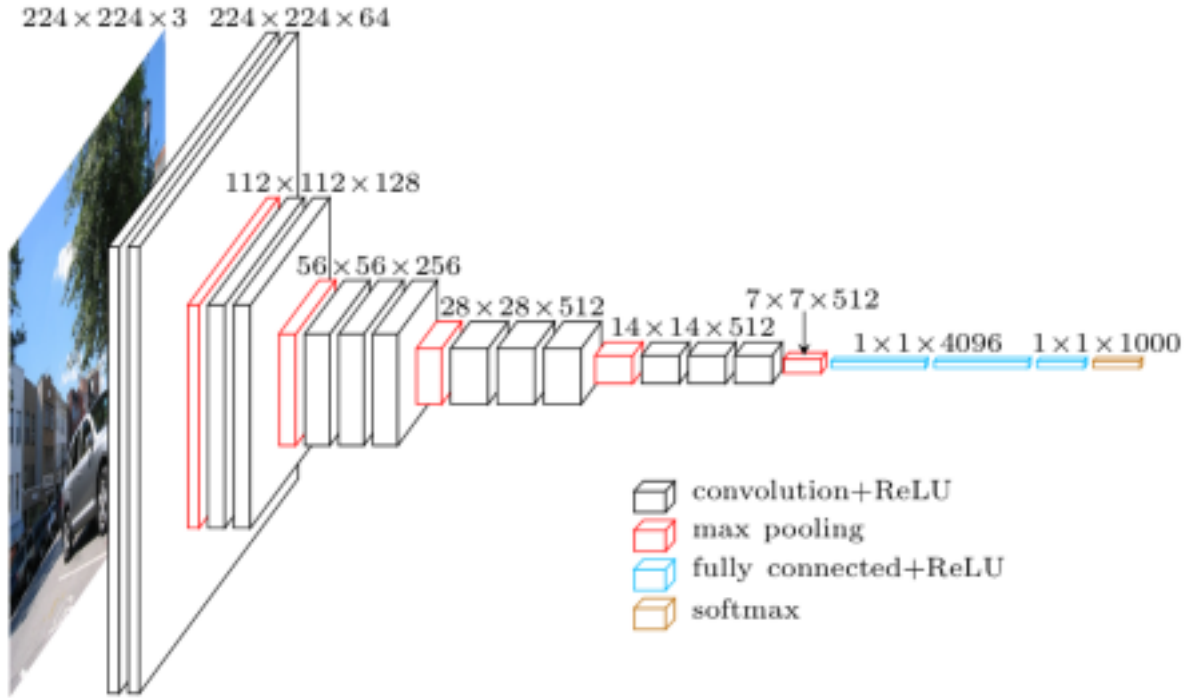 224×224×3
224×224×64
112×112×128
56×56×256
28×28×512
14×14×512
7×7×512
1×1×4096
1×1×1000
convolution+ReLU
max pooling
fully connected+ReLU
softmax